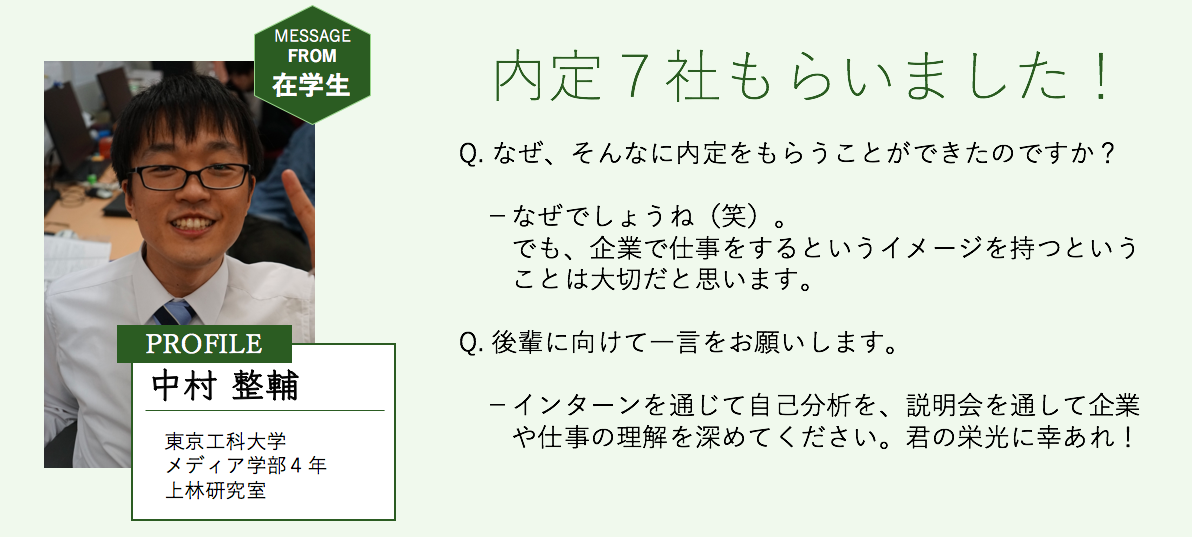 MESSAGE
FROM
在学生
内定７社もらいました！
Q. なぜ、そんなに内定をもらうことができたのですか？
－なぜでしょうね（笑）。
でも、企業で仕事をするというイメージを持つという
ことは大切だと思います。
Q. 後輩に向けて一言をお願いします。
－インターンを通じて自己分析を、説明会を通して企業
や仕事の理解を深めてください。君の栄光に幸あれ！
PROFILE
中村 整輔
東京工科大学
メディア学部４年
上林研究室